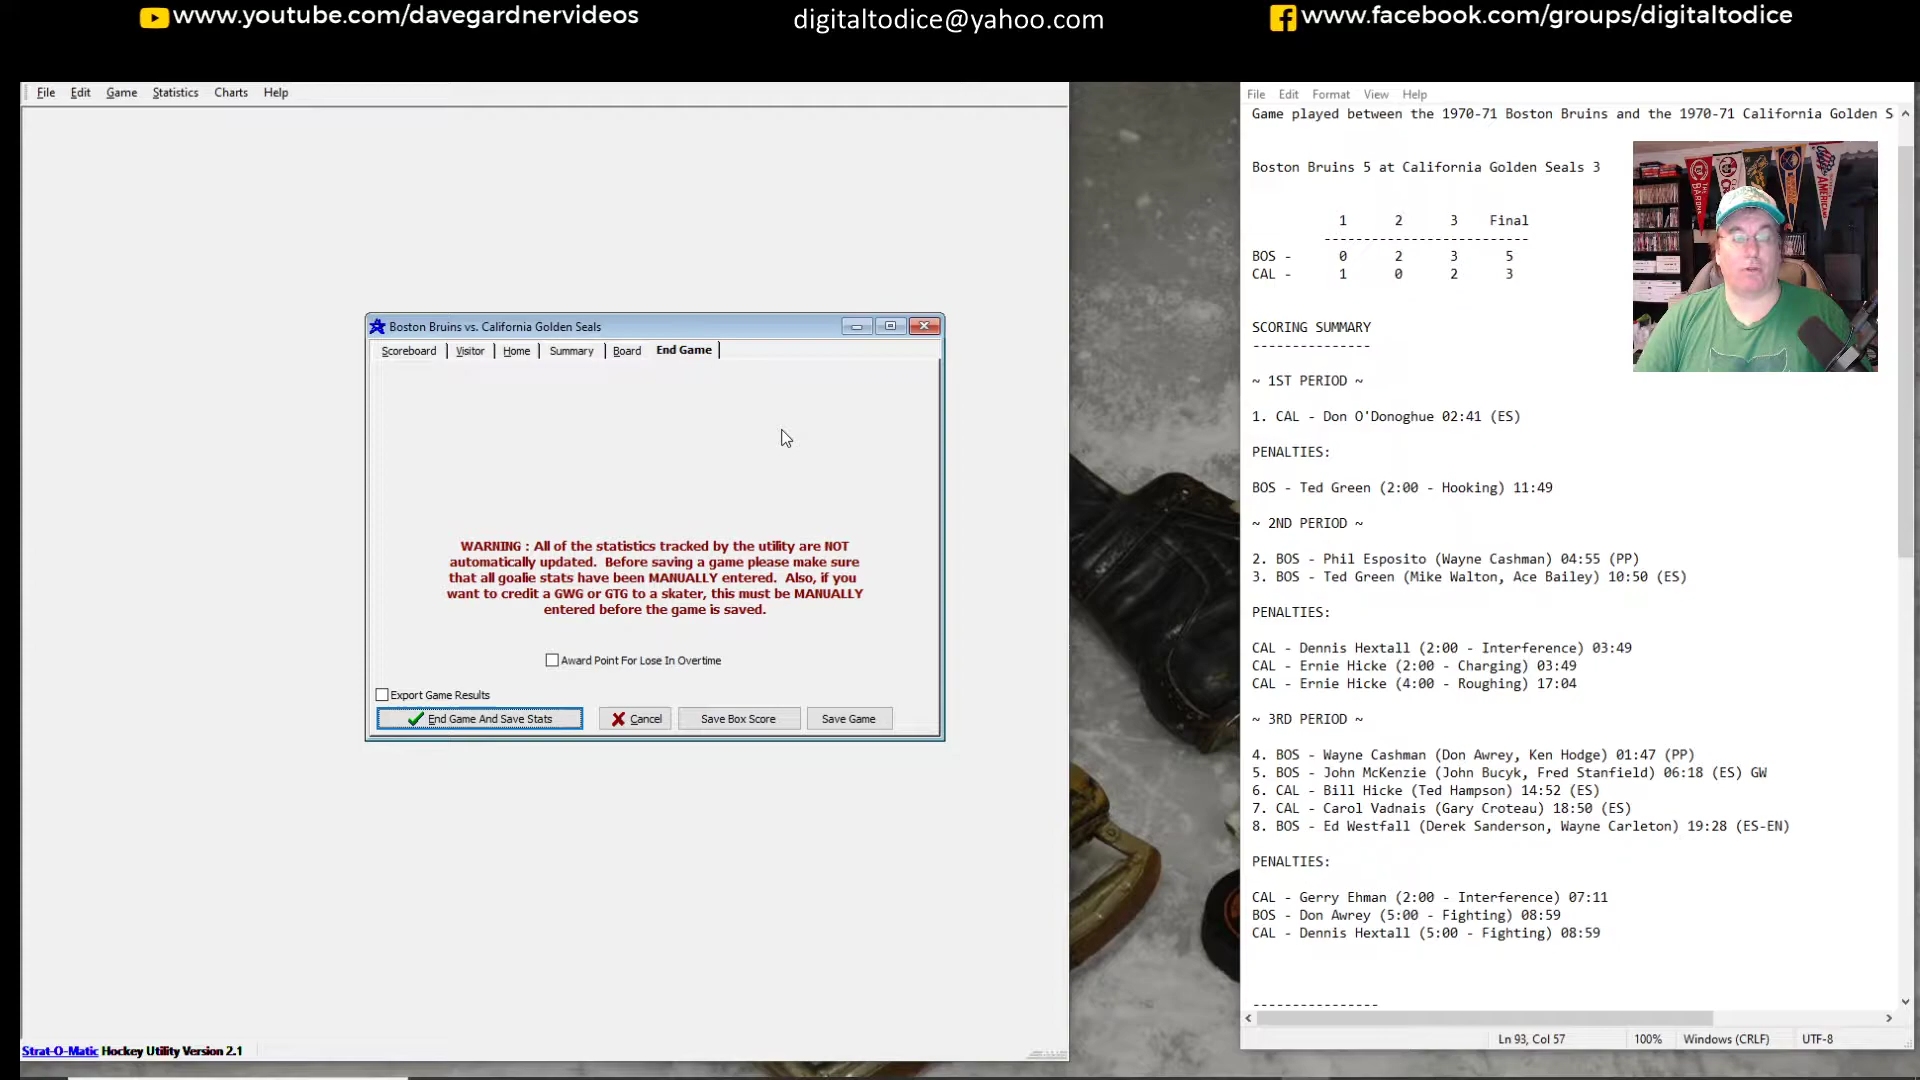 www.youtube.com/davegardnervideos
digitaltodice@yahoo.com
www.facebook.com/groups/digitaltodice
File Edit Game Statistics Charts Help
Boston Bruins vs. California Golden Seals
Scoreboard Visitor Home Summary Board End Game
WARNING : All of the statistics tracked by the utility are NOT
automatically updated. Before saving a game please make sure
that all goalie stats have been MANUALLY entered. Also, if you
want to credit a GWG or GTG to a skater, this must be MANUALLY
entered before the game is saved.
Award Point For Lose In Overtime
Export Game Results
End Game And Save Stats Cancel Save Box Score Save Game
Strat-O-Matic Hockey Utility Version 2.1
File Edit Format View Help
Game played between the 1970-71 Boston Bruins and the 1970-71 California Golden S
Boston Bruins 5 at California Golden Seals 3
1 2 3 Final
-------------------------
BOS - 0 2 3 5
CAL - 1 0 2 3
SCORING SUMMARY
---------------
~ 1ST PERIOD ~
1. CAL - Don O'Donoghue 02:41 (ES)
PENALTIES:
BOS - Ted Green (2:00 - Hooking) 11:49
~ 2ND PERIOD ~
2. BOS - Phil Esposito (Wayne Cashman) 04:55 (PP)
3. BOS - Ted Green (Mike Walton, Ace Bailey) 10:50 (ES)
PENALTIES:
CAL - Dennis Hextall (2:00 - Interference) 03:49
CAL - Ernie Hicke (2:00 - Charging) 03:49
CAL - Ernie Hicke (4:00 - Roughing) 17:04
~ 3RD PERIOD ~
4. BOS - Wayne Cashman (Don Awrey, Ken Hodge) 01:47 (PP)
5. BOS - John McKenzie (John Bucyk, Fred Stanfield) 06:18 (ES) GW
6. CAL - Bill Hicke (Ted Hampson) 14:52 (ES)
7. CAL - Carol Vadnais (Gary Croteau) 18:50 (ES)
8. BOS - Ed Westfall (Derek Sanderson, Wayne Carleton) 19:28 (ES-EN)
PENALTIES:
CAL - Gerry Ehman (2:00 - Interference) 07:11
BOS - Don Awrey (5:00 - Fighting) 08:59
CAL - Dennis Hextall (5:00 - Fighting) 08:59
----------------
Ln 93, Col 57 100% Windows (CRLF) UTF-8